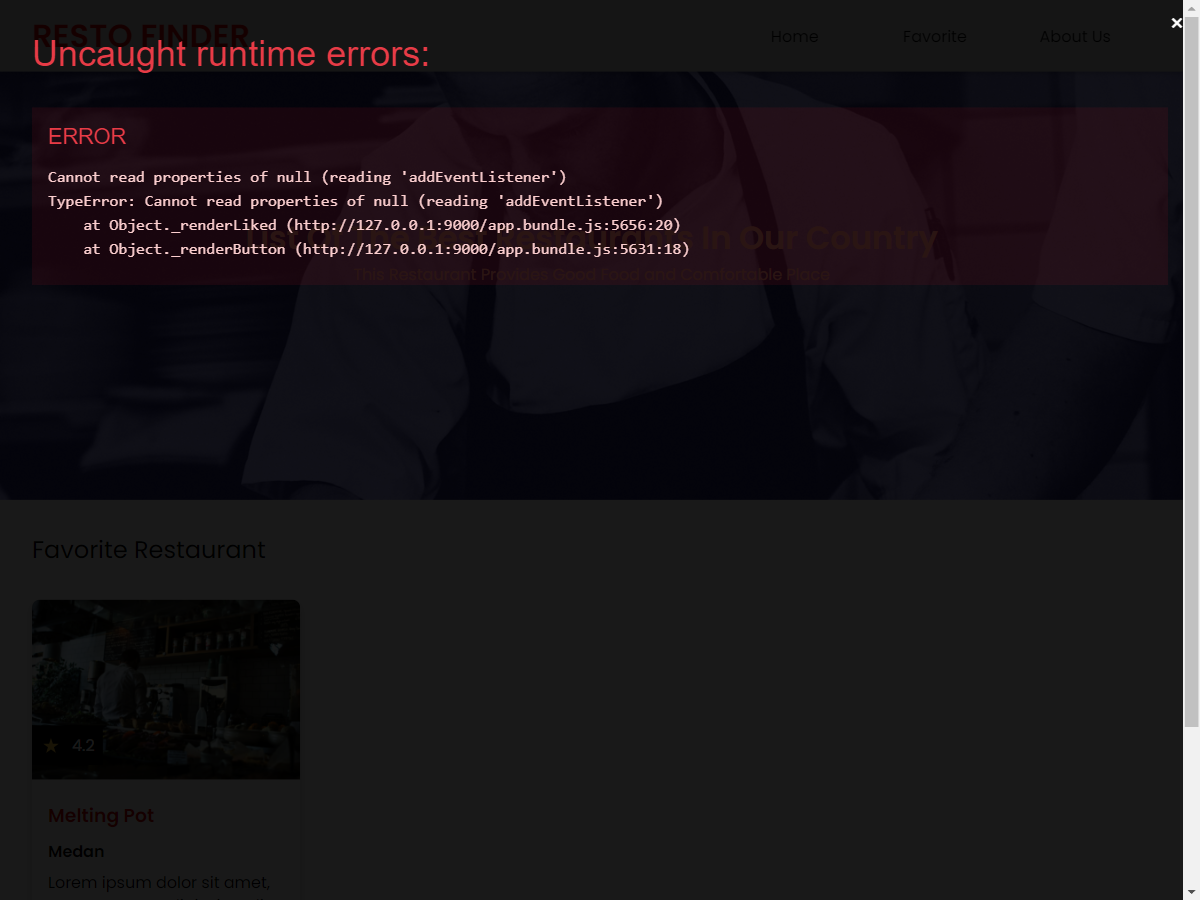 RESTO FINDER
Home
Favorite
About Us
Uncaught runtime errors:
ERROR
Cannot read properties of null (reading 'addEventListener')
TypeError: Cannot read properties of null (reading 'addEventListener')
at Object._renderLiked (http://127.0.0.1:9000/app.bundle.js:5656:20)
at Object._renderButton (http://127.0.0.1:9000/app.bundle.js:5631:18)
In Our Country
This Restaurant Provides Good Food and Comfortable Place
Favorite Restaurant
★ 4.2
Melting Pot
Medan
Lorem ipsum dolor sit amet,